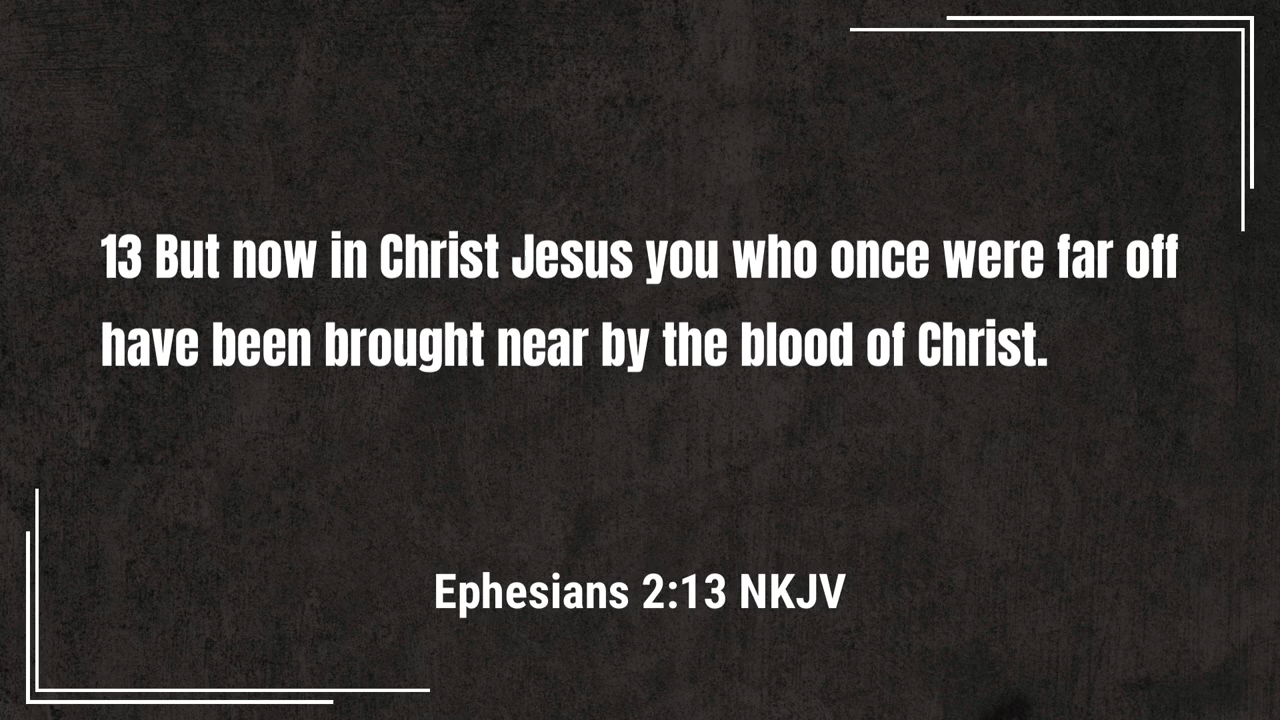 13 But now in Christ Jesus you who once were far off
have been brought near by the blood of Christ.
Ephesians 2:13 NKJV